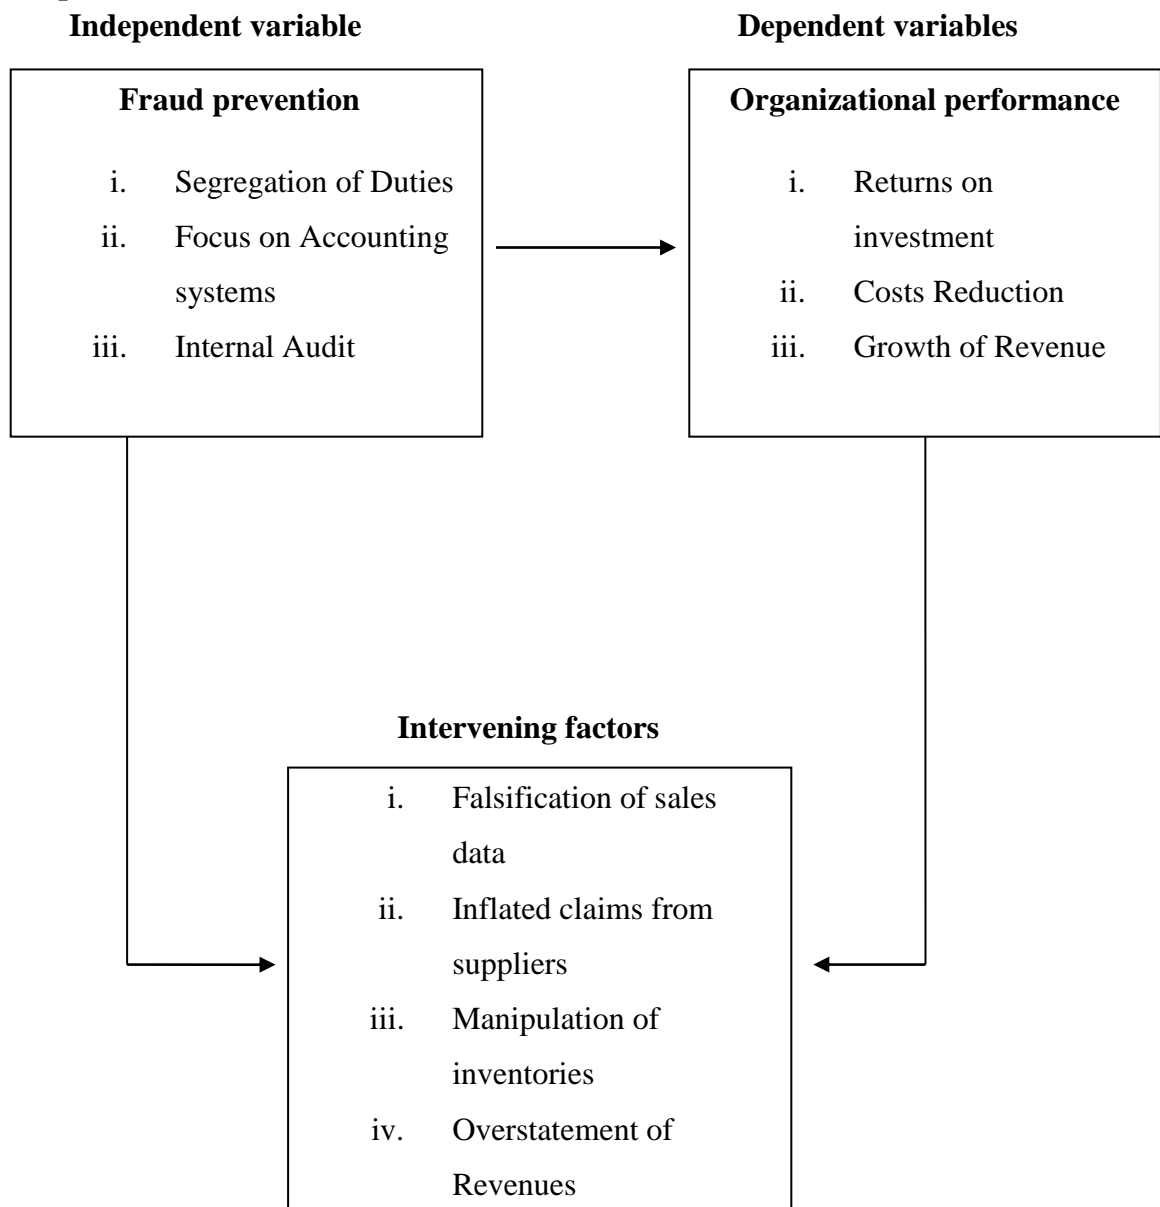 Independent variable
Dependent variables
Fraud prevention
i. Segregation of Duties
ii. Focus on Accounting
systems
iii. Internal Audit
Organizational performance
i. Returns on
investment
ii. Costs Reduction
iii. Growth of Revenue
Intervening factors
i. Falsification of sales
data
ii. Inflated claims from
suppliers
iii. Manipulation of
inventories
iv. Overstatement of
Revenues